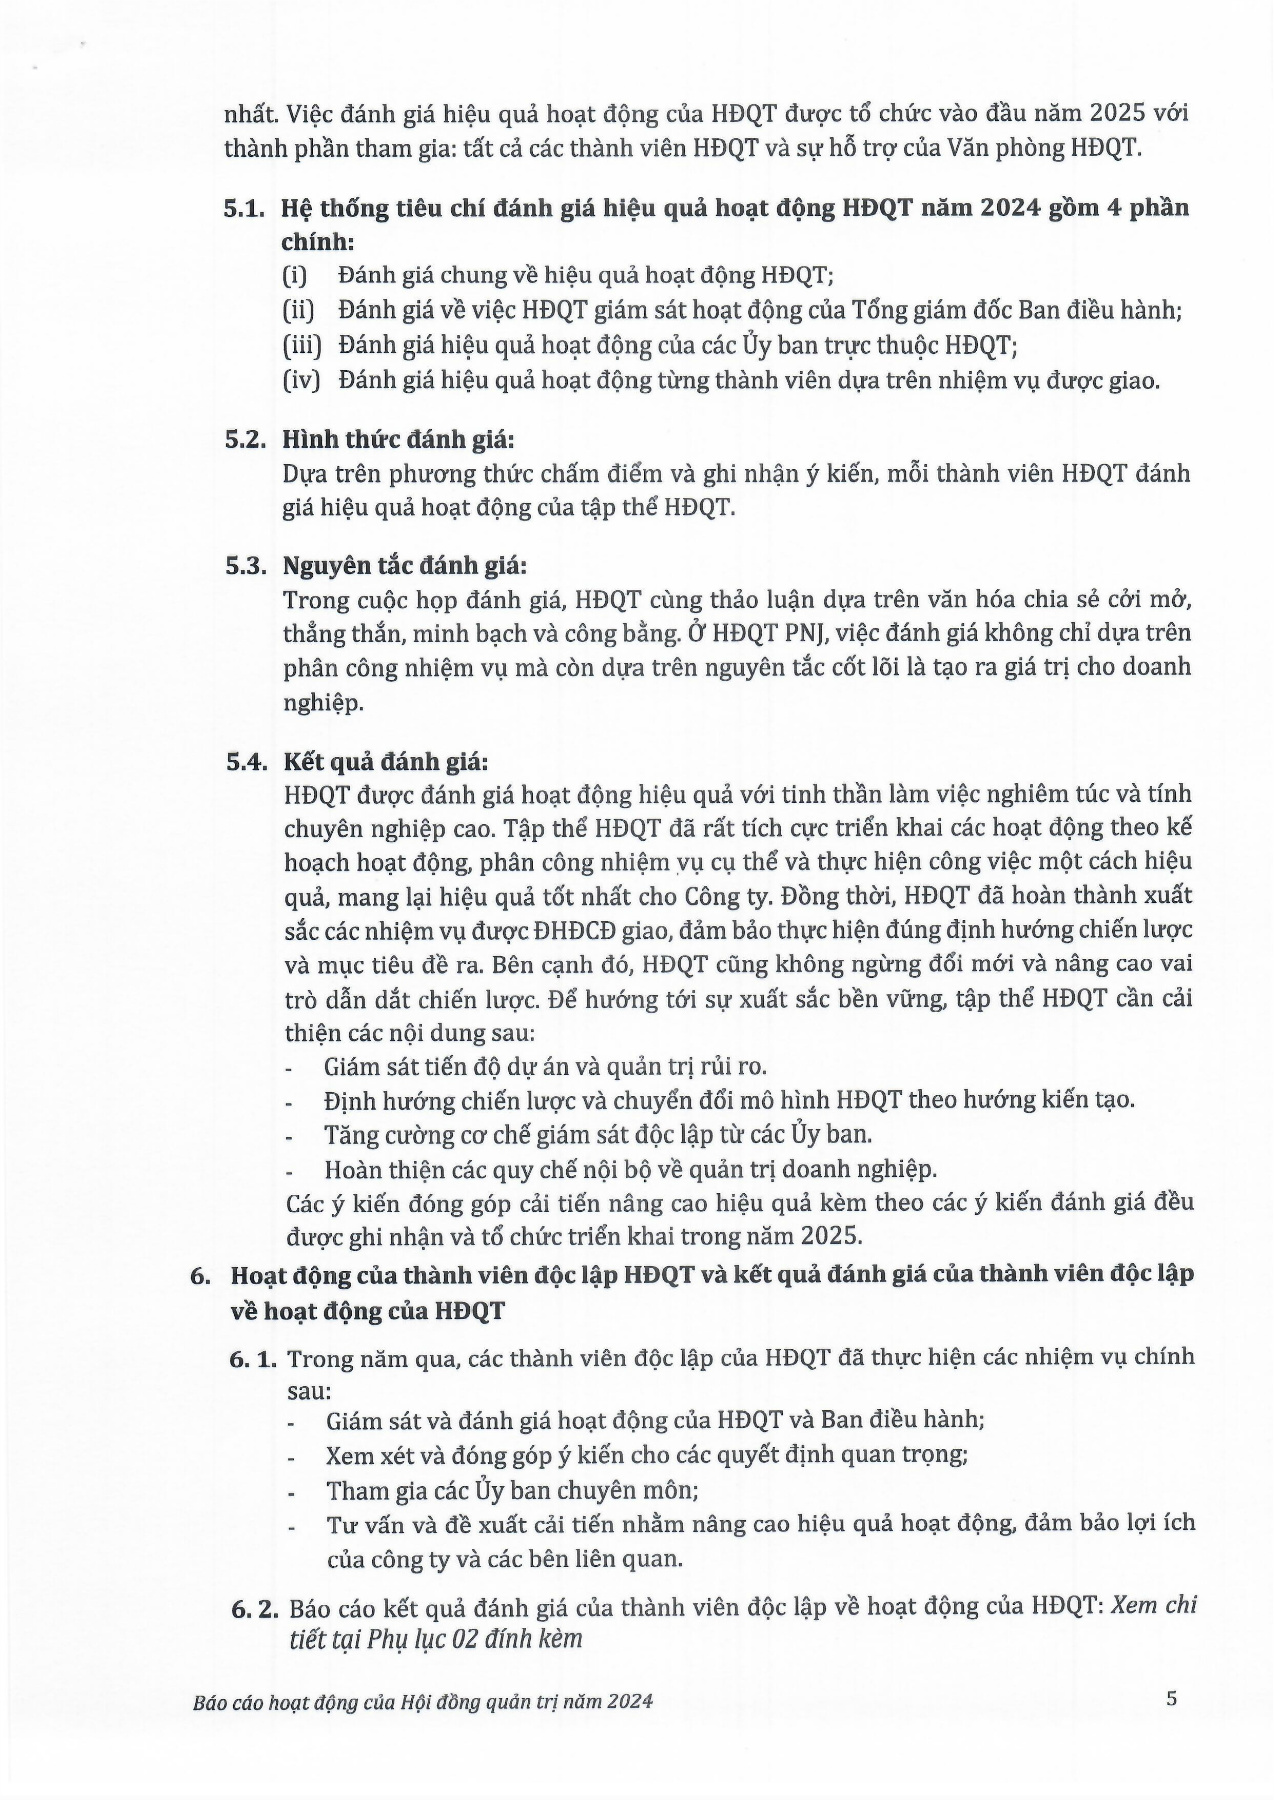 nhất. Việc đánh giá hiệu quả hoạt động của HĐQT được tổ chức vào đầu năm 2025 với
thành phần tham gia: tất cả các thành viên HĐQT và sự hỗ trợ của Văn phòng HĐQT.
5.1. Hệ thống tiêu chí đánh giá hiệu quả hoạt động HĐQT năm 2024 gồm 4 phần
chính:
(i) Đánh giá chung về hiệu quả hoạt động HĐQT;
(ii) Đánh giá về việc HĐQT giám sát hoạt động của Tổng giám đốc Ban điều hành;
(iii) Đánh giá hiệu quả hoạt động của các Ủy ban trực thuộc HĐQT;
(iv) Đánh giá hiệu quả hoạt động từng thành viên dựa trên nhiệm vụ được giao.
5.2. Hình thức đánh giá:
Dựa trên phương thức chấm điểm và ghi nhận ý kiến, mỗi thành viên HĐQT đánh
giá hiệu quả hoạt động của tập thể HĐQT.
5.3. Nguyên tắc đánh giá:
Trong cuộc họp đánh giá, HĐQT cùng thảo luận dựa trên văn hóa chia sẻ cởi mở,
thẳng thắn, minh bạch và công bằng. Ở HĐQT PNJ, việc đánh giá không chỉ dựa trên
phân công nhiệm vụ mà còn dựa trên nguyên tắc cốt lõi là tạo ra giá trị cho doanh
nghiệp.
5.4. Kết quả đánh giá:
HĐQT được đánh giá hoạt động hiệu quả với tinh thần làm việc nghiêm túc và tính
chuyên nghiệp cao. Tập thể HĐQT đã rất tích cực triển khai các hoạt động theo kế
hoạch hoạt động, phân công nhiệm vụ cụ thể và thực hiện công việc một cách hiệu
quả, mang lại hiệu quả tốt nhất cho Công ty. Đồng thời, HĐQT đã hoàn thành xuất
sắc các nhiệm vụ được ĐHĐCĐ giao, đảm bảo thực hiện đúng định hướng chiến lược
và mục tiêu đề ra. Bên cạnh đó, HĐQT cũng không ngừng đổi mới và nâng cao vai
trò dẫn dắt chiến lược. Để hướng tới sự xuất sắc bền vững, tập thể HĐQT cần cải
thiện các nội dung sau:
- Giám sát tiến độ dự án và quản trị rủi ro.
- Định hướng chiến lược và chuyển đổi mô hình HĐQT theo hướng kiến tạo.
- Tăng cường cơ chế giám sát độc lập từ các Ủy ban.
- Hoàn thiện các quy chế nội bộ về quản trị doanh nghiệp.
Các ý kiến đóng góp cải tiến nâng cao hiệu quả kèm theo các ý kiến đánh giá đều
được ghi nhận và tổ chức triển khai trong năm 2025.
6. Hoạt động của thành viên độc lập HĐQT và kết quả đánh giá của thành viên độc lập
về hoạt động của HĐQT
6. 1. Trong năm qua, các thành viên độc lập của HĐQT đã thực hiện các nhiệm vụ chính
sau:
- Giám sát và đánh giá hoạt động của HĐQT và Ban điều hành;
- Xem xét và đóng góp ý kiến cho các quyết định quan trọng;
- Tham gia các Ủy ban chuyên môn;
- Tư vấn và đề xuất cải tiến nhằm nâng cao hiệu quả hoạt động, đảm bảo lợi ích
của công ty và các bên liên quan.
6. 2. Báo cáo kết quả đánh giá của thành viên độc lập về hoạt động của HĐQT: Xem chi
tiết tại Phụ lục 02 đính kèm
Báo cáo hoạt động của Hội đồng quản trị năm 2024 5